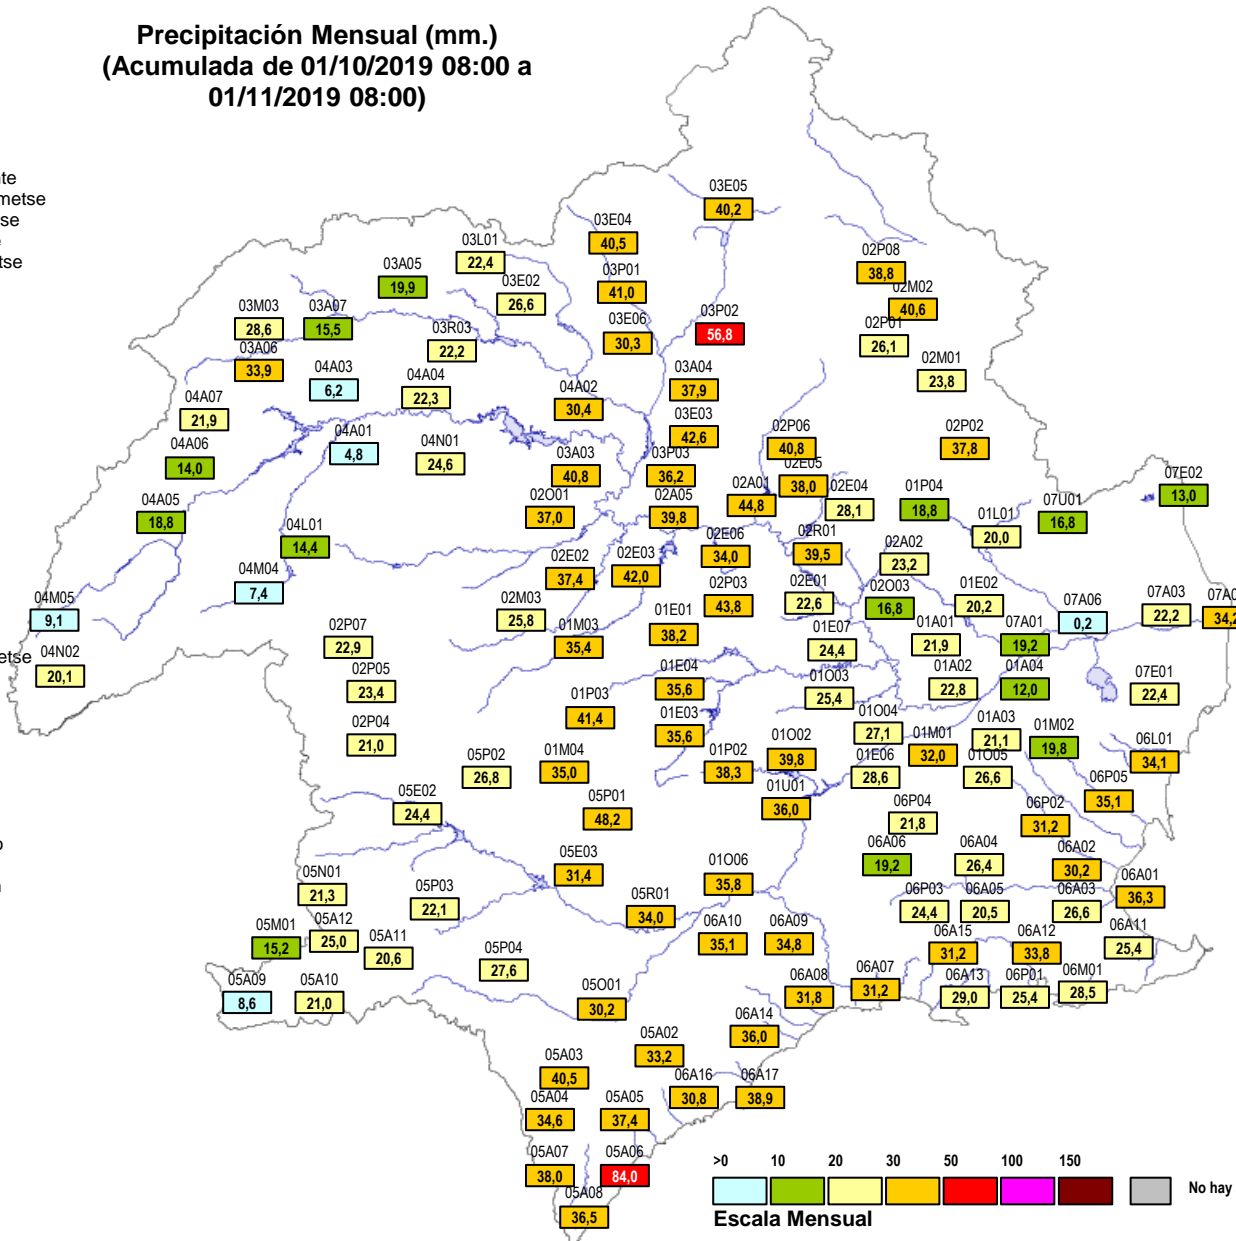 Precipitación Mensual (mm.)
(Acumulada de 01/10/2019 08:00 a
01/11/2019 08:00)
03E05
40,2
03E04
40,5
03L01
22,4
03A05
19,9
03P01
41,0
03E02
26,6
02P08
38,8
02M02
40,6
03M03
28,6
03A07
15,5
03R03
22,2
03E06
30,3
03P02
56,8
02P01
26,1
03A06
33,9
04A03
6,2
04A04
22,3
04A02
30,4
03A04
37,9
02M01
23,8
04A07
21,9
04A01
4,8
04N01
24,6
03E03
42,6
02P06
40,8
02P02
37,8
04A06
14,0
03A03
40,8
03P03
36,2
02E05
38,0
07E02
13,0
04A05
18,8
02O01
37,0
02A05
39,8
02A01
44,8
02E04
28,1
01P04
18,8
01L01
20,0
07U01
16,8
04L01
14,4
02E06
34,0
02R01
39,5
02A02
23,2
04M04
7,4
02E02
37,4
02E03
42,0
02P03
43,8
02E01
22,6
02O03
16,8
01E02
20,2
04M05
9,1
02M03
25,8
01E01
38,2
07A06
0,2
07A03
22,2
07A0
34,2
04N02
20,1
02P07
22,9
01M03
35,4
01E07
24,4
01A01
21,9
07A01
19,2
02P05
23,4
01E04
35,6
01O03
25,4
01A02
22,8
01A04
12,0
07E01
22,4
02P04
21,0
01P03
41,4
01E03
35,6
01O04
27,1
01M01
32,0
01A03
21,1
01M02
19,8
05P02
26,8
01M04
35,0
01P02
38,3
01O02
39,8
01E06
28,6
01O05
26,6
06L01
34,1
05E02
24,4
05P01
48,2
01U01
36,0
06P04
21,8
06P02
31,2
06P05
35,1
05E03
31,4
01O06
35,8
06A06
19,2
06A04
26,4
06A02
30,2
05N01
21,3
05P03
22,1
05R01
34,0
06P03
24,4
06A05
20,5
06A03
26,6
06A01
36,3
05M01
15,2
05A12
25,0
05A11
20,6
05P04
27,6
06A10
35,1
06A09
34,8
06A15
31,2
06A12
33,8
06A11
25,4
05A09
8,6
05A10
21,0
05O01
30,2
06A08
31,8
06A07
31,2
06A13
29,0
06P01
25,4
06M01
28,5
05A02
33,2
06A14
36,0
05A03
40,5
06A16
30,8
06A17
38,9
05A04
34,6
05A05
37,4
05A07
38,0
05A06
84,0
05A08
36,5
>0 10 20 30 50 100 150
No hay
Escala Mensual